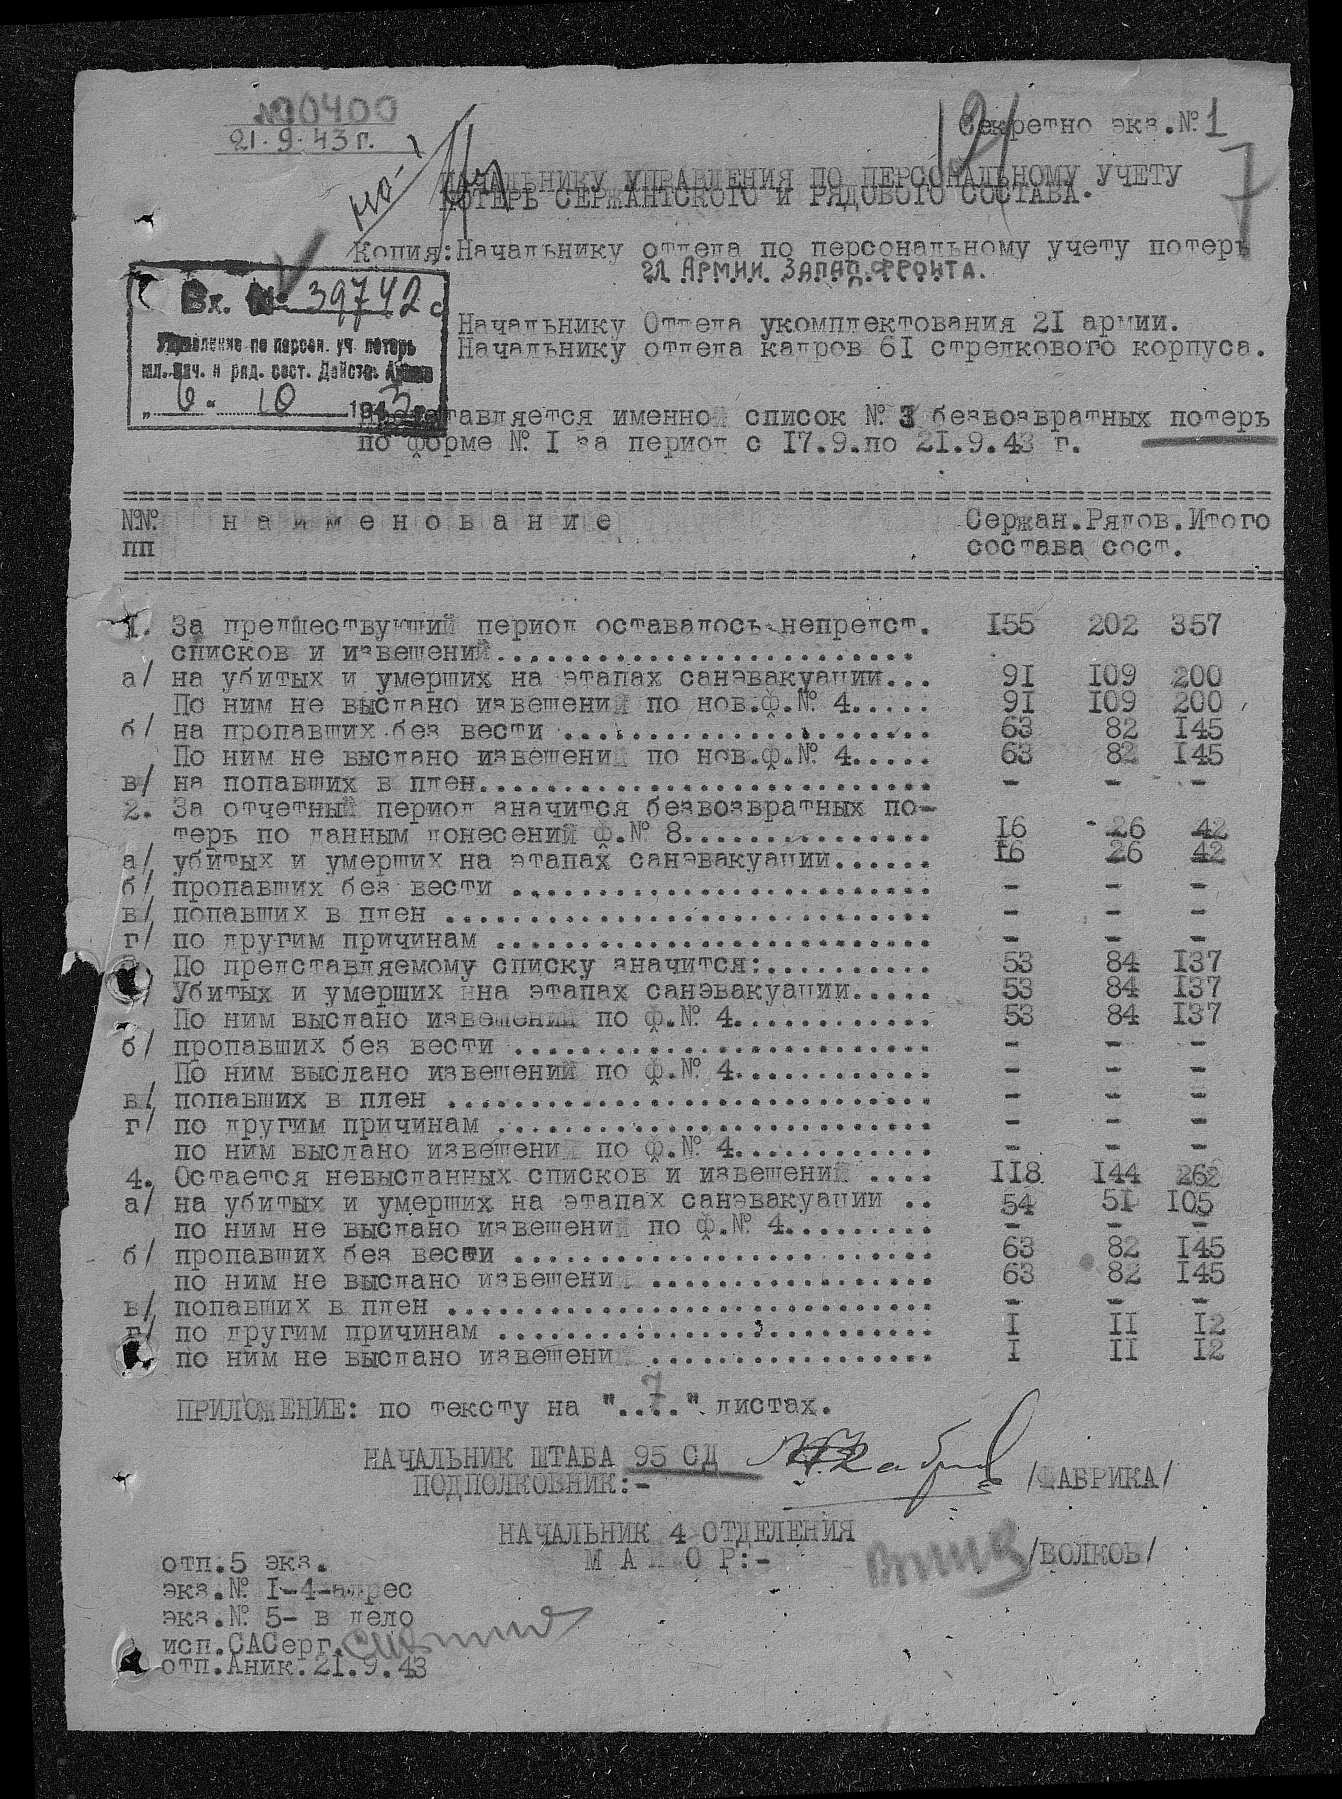 № 00400
21.9.43 г.
Секретно экз.№ 1
НАЧАЛЬНИКУ УПРАВЛЕНИЯ ПО ПЕРСОНАЛЬНОМУ УЧЕТУ
ПОТЕРЬ СЕРЖАНТСКОГО И РЯДОВОГО СОСТАВА.
Копия: Начальнику отдела по персональному учету потерь
21 АРМИИ. ЗАПАД. ФРОНТА.
Вх. № 39742 с
Управление по персон. уч. потерь
мл. нач. и ряд. сост. Действ. Армии
"6" 10 1943 г.
Начальнику Отдела укомплектования 2I армии.
Начальнику отдела кадров 6I стрелкового корпуса.
Представляется именной список № 3 безвозвратных потерь
по форме № I за период с I7.9.по 2I.9.43 г.
№№ наименование Сержан. Рядов. Итого
пп состава сост.
1. За предшествующий период оставалось непредст. I55 202 357
списков и извещений..........................
а/ на убитых и умерших на этапах санэвакуации... 9I I09 200
По ним не выслано извещений по нов.ф.№ 4..... 9I I09 200
б/ на пропавших без вести ...................... 63 82 I45
По ним не выслано извещений по нов.ф.№ 4..... 63 82 I45
в/ на попавших в плен........................... - - -
2. За отчетный период значится безвозвратных по-
терь по данным донесений ф.№ 8............... I6 26 42
а/ убитых и умерших на этапах санэвакуации...... I6 26 42
б/ пропавших без вести ......................... - - -
в/ попавших в плен ............................. - - -
г/ по другим причинам .......................... - - -
По представляемому списку значится:.......... 53 84 I37
Убитых и умерших нна этапах санэвакуации..... 53 84 I37
По ним выслано извещений по ф.№ 4............ 53 84 I37
б/ пропавших без вести ......................... - - -
По ним выслано извещений по ф.№ 4............ - - -
в/ попавших в плен ............................. - - -
г/ по другим причинам .......................... - - -
по ним выслано извещений по ф.№ 4............ - - -
4. Остается невысланных списков и извещений .... II8 I44 262
а/ на убитых и умерших на этапах санэвакуации .. 54 5I I05
по ним не выслано извещений по ф.№ 4......... - - -
б/ пропавших без вести ......................... 63 82 I45
по ним не выслано извещений ................. 63 82 I45
в/ попавших в плен ............................. - - -
г/ по другим причинам .......................... I II I2
по ним не выслано извещений ................. I II I2
ПРИЛОЖЕНИЕ: по тексту на "..7.." листах.
НАЧАЛЬНИК ШТАБА 95 СД
ПОДПОЛКОВНИК:- /ФАБРИКА/
НАЧАЛЬНИК 4 ОТДЕЛЕНИЯ
МАЙОР:- /ВОЛКОВ/
отп.5 экз.
экз.№ I-4-адрес
экз.№ 5- в дело
исп.САСерг.
отп.Аник.2I.9.43